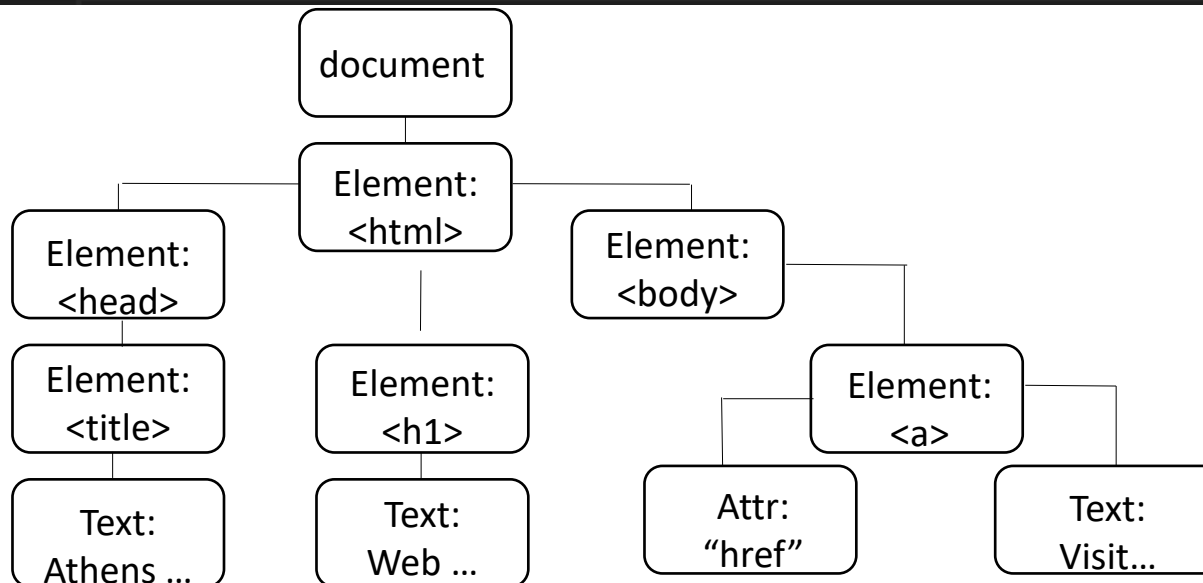 document
Element:
<html>
Element:
<head>
Element:
<body>
Element:
<title>
Element:
<h1>
Element:
<a>
Text:
Athens ...
Text:
Web ...
Attr:
“href”
Text:
Visit...